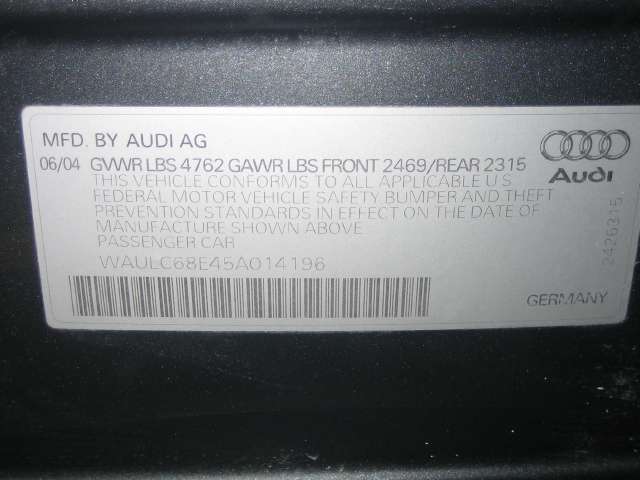 MFD. BY AUDI AG
06/04 GVWR LBS 4762 GAWR LBS FRONT 2469/REAR 2315
THIS VEHICLE CONFORMS TO ALL APPLICABLE U S
FEDERAL MOTOR VEHICLE SAFETY BUMPER AND THEFT
PREVENTION STANDARDS IN EFFECT ON THE DATE OF
MANUFACTURE SHOWN ABOVE
PASSENGER CAR
WAULC68E45A014196
Audi
2426315
GERMANY